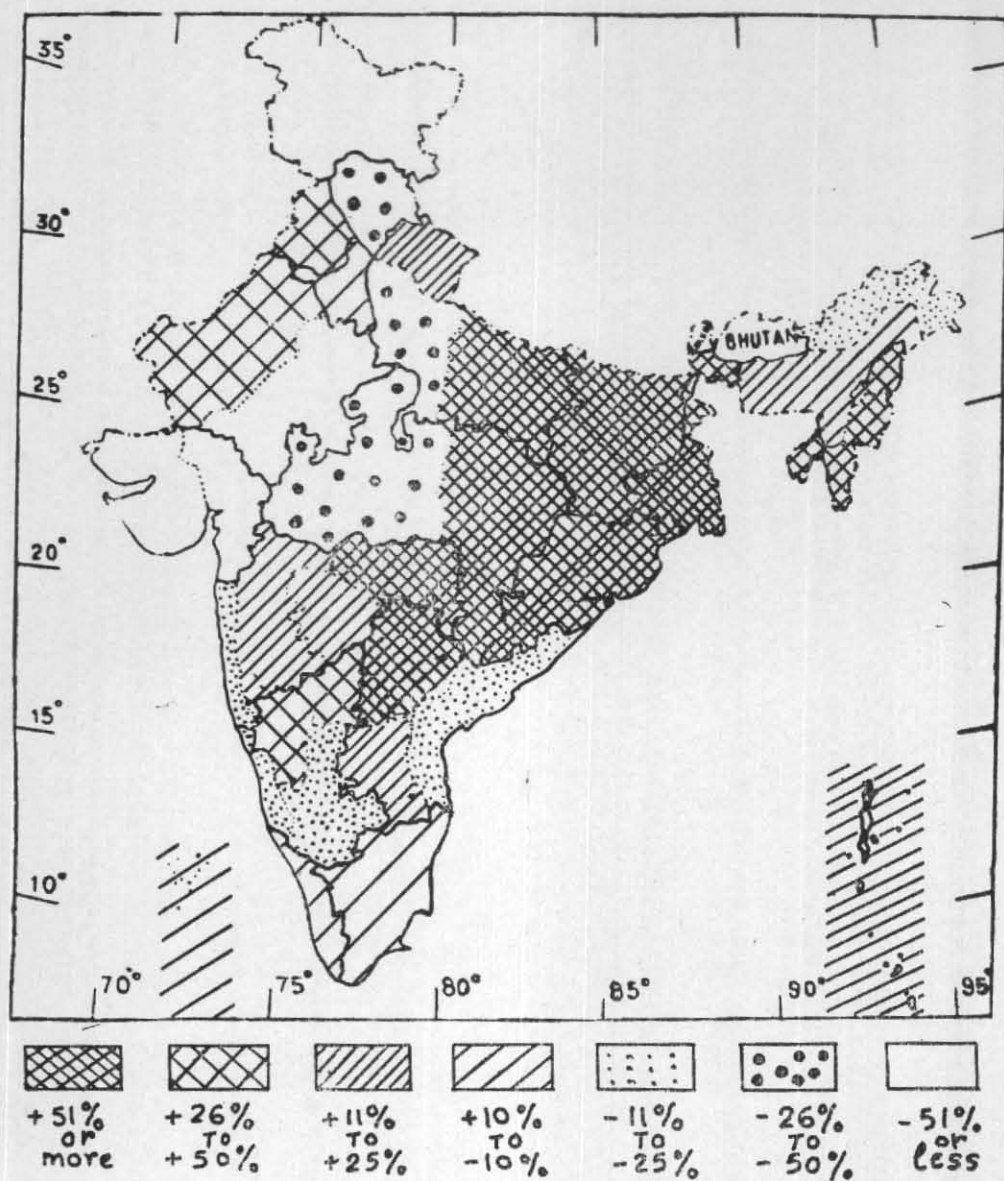 35°
30°
BHUTAN
25°
20°
15°
10°
70° 75° 80° 85° 90° 95°
+51% +26% +11% +10% -11% -26% -51%
or TO TO TO TO TO or
more +50% +25% -10% -25% -50% less